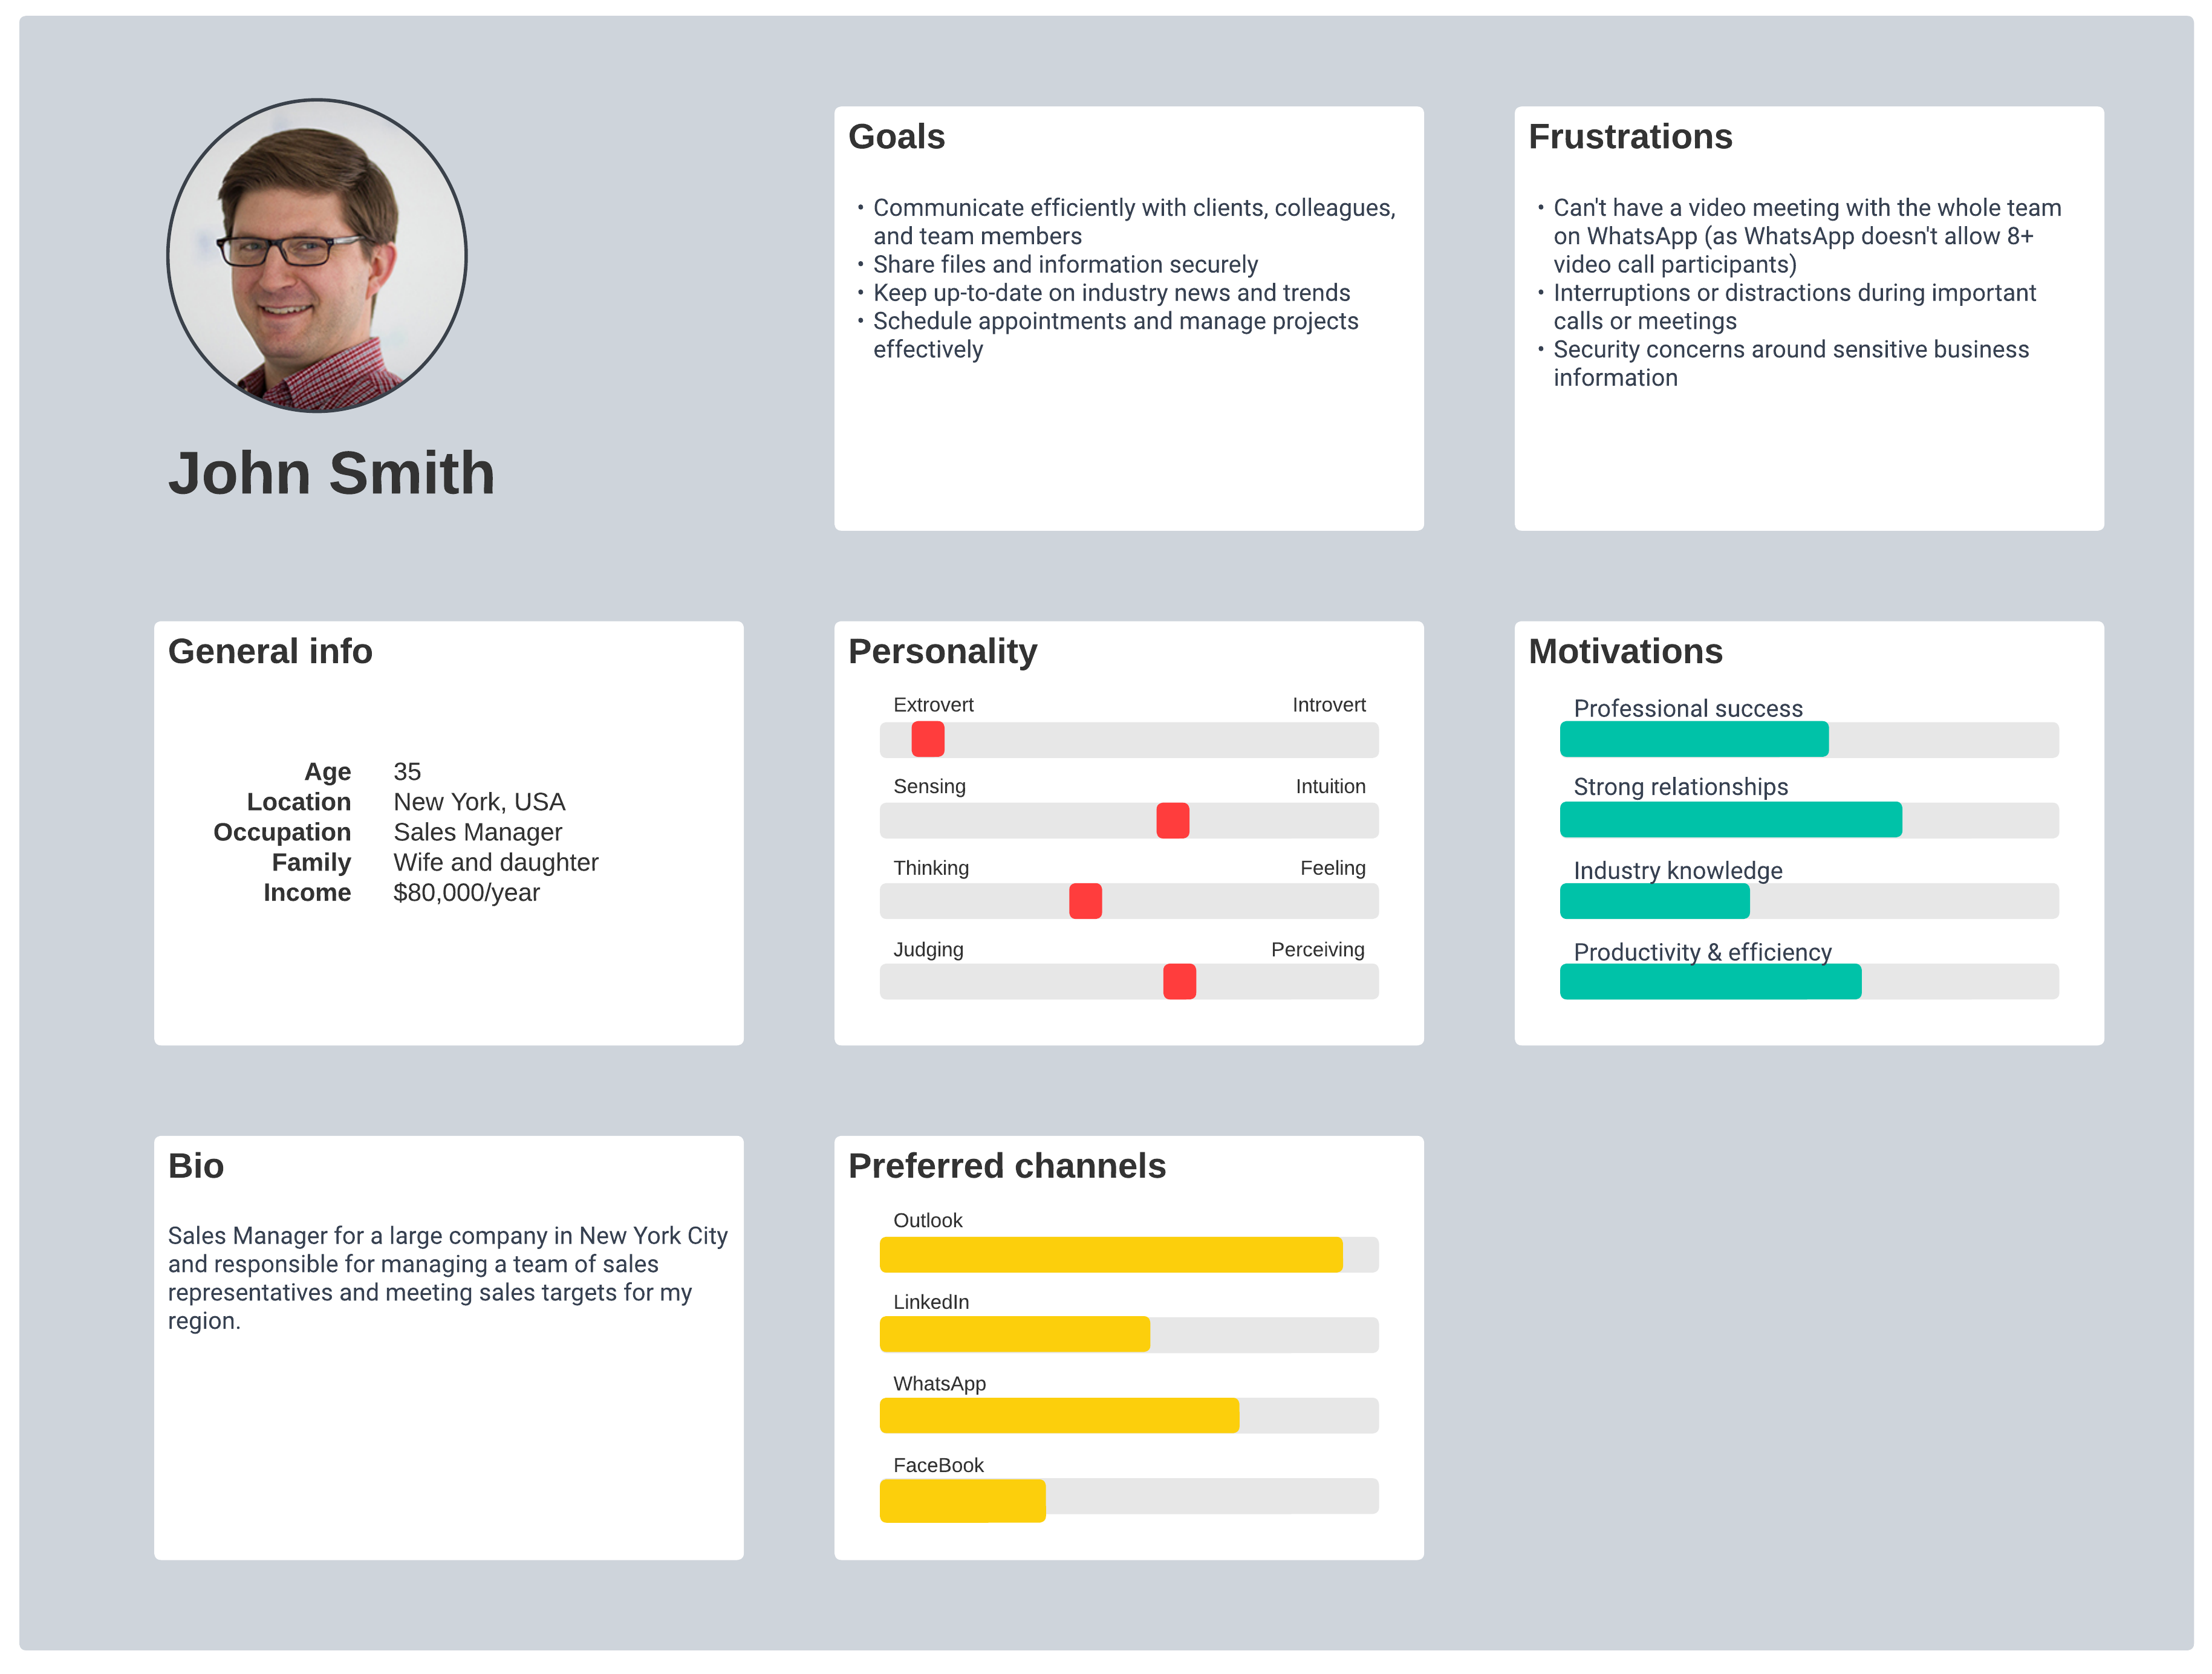 John Smith
Goals
• Communicate efficiently with clients, colleagues,
and team members
• Share files and information securely
• Keep up-to-date on industry news and trends
• Schedule appointments and manage projects
effectively
Frustrations
• Can't have a video meeting with the whole team
on WhatsApp (as WhatsApp doesn't allow 8+
video call participants)
• Interruptions or distractions during important
calls or meetings
• Security concerns around sensitive business
information
General info
Age 35
Location New York, USA
Occupation Sales Manager
Family Wife and daughter
Income $80,000/year
Personality
Extrovert Introvert
Sensing Intuition
Thinking Feeling
Judging Perceiving
Motivations
Professional success
Strong relationships
Industry knowledge
Productivity & efficiency
Bio
Sales Manager for a large company in New York City
and responsible for managing a team of sales
representatives and meeting sales targets for my
region.
Preferred channels
Outlook
LinkedIn
WhatsApp
FaceBook